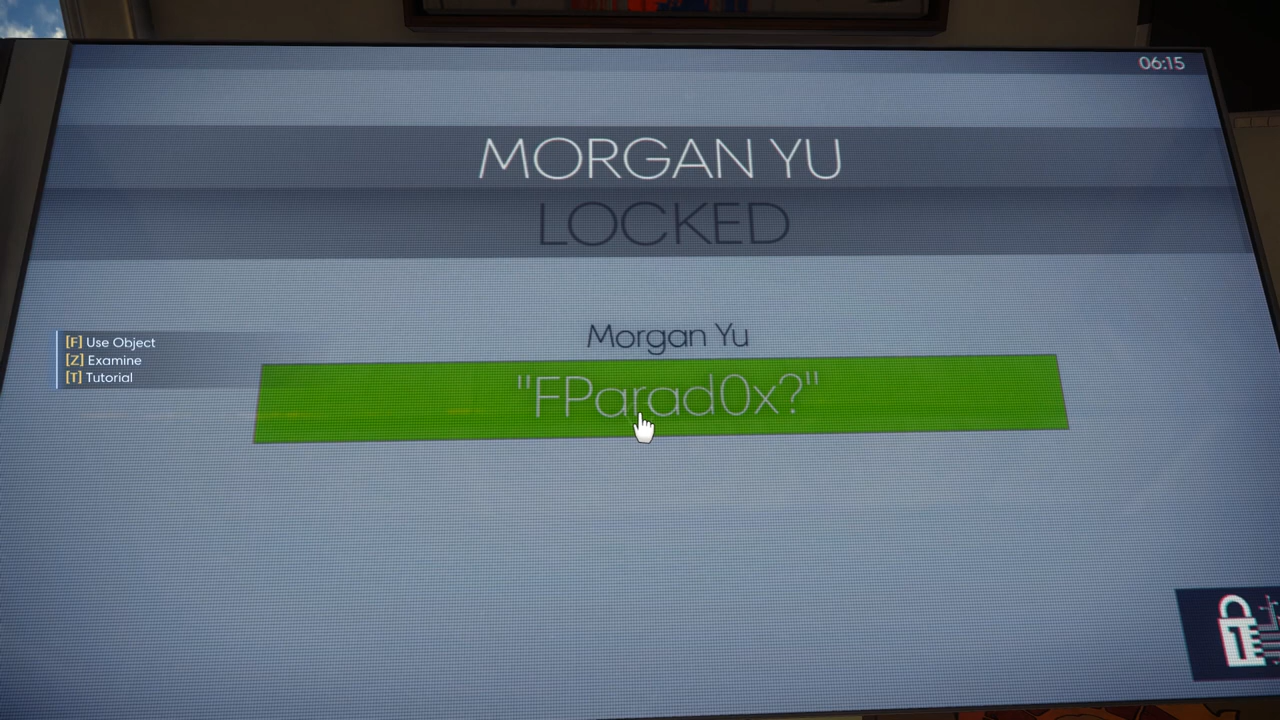 06:15
MORGAN YU
LOCKED
Morgan Yu
[F] Use Object
[Z] Examine
[T] Tutorial
"FParad0x?"